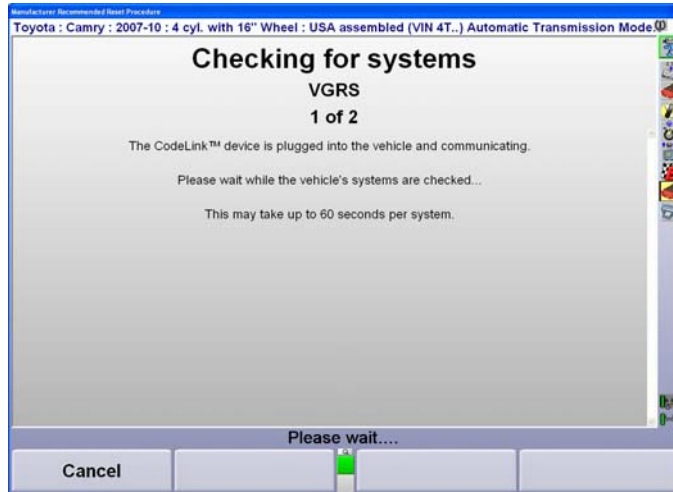 Manufacturer Recommended Reset Procedure
Toyota : Camry : 2007-10 : 4 cyl. with 16" Wheel : USA assembled (VIN 4T..) Automatic Transmission Mode.
Checking for systems
VGRS
1 of 2
The CodeLink™ device is plugged into the vehicle and communicating.
Please wait while the vehicle's systems are checked...
This may take up to 60 seconds per system.
Please wait....
Cancel